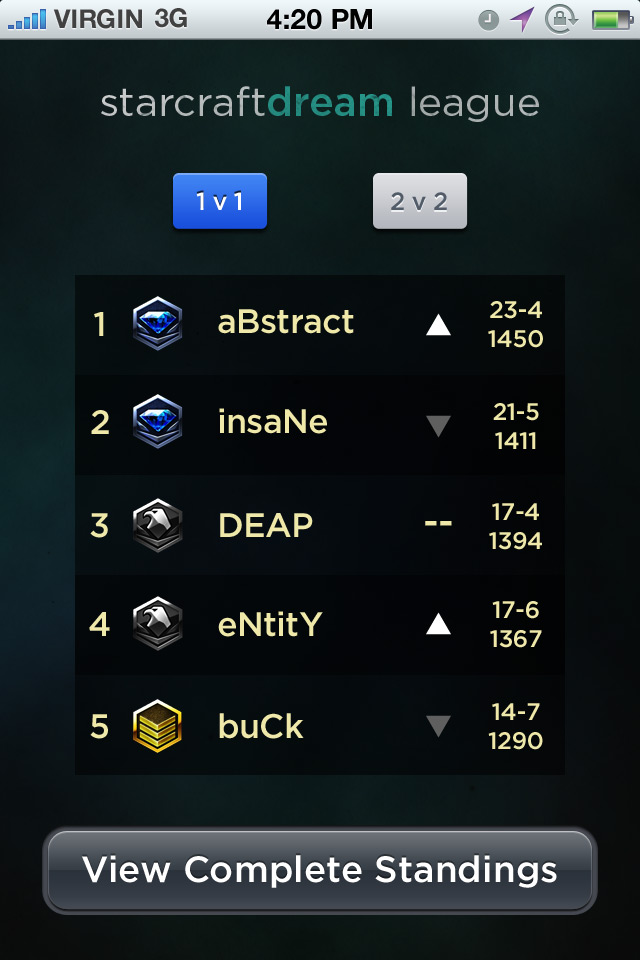 VIRGIN 3G 4:20 PM
starcraftdream league
1 v 1 2 v 2
1 aBstract 23-4
1450
2 insaNe 21-5
1411
3 DEAP -- 17-4
1394
4 eNtitY 17-6
1367
5 buCk 14-7
1290
View Complete Standings